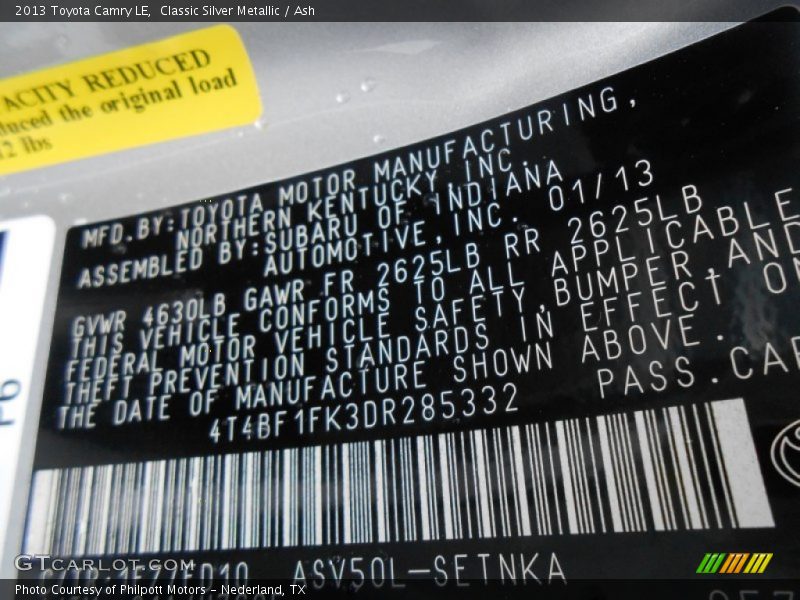 2013 Toyota Camry LE, Classic Silver Metallic / Ash
ACITY REDUCED
duced the original load
2 lbs
MFD.BY:TOYOTA MOTOR MANUFACTURING,
NORTHERN KENTUCKY,INC.
ASSEMBLED BY:SUBARU OF INDIANA
AUTOMOTIVE,INC. 01/13
GVWR 4630LB GAWR FR 2625LB RR 2625LB
THIS VEHICLE CONFORMS TO ALL APPLICABLE
FEDERAL MOTOR VEHICLE SAFETY,BUMPER,AND
THEFT PREVENTION STANDARDS IN EFFECT ON
THE DATE OF MANUFACTURE SHOWN ABOVE.
4T4BF1FK3DR285332 PASS.CAR
ASV50L-SETNKA
GTcarlot.com
Photo Courtesy of Philpott Motors - Nederland, TX